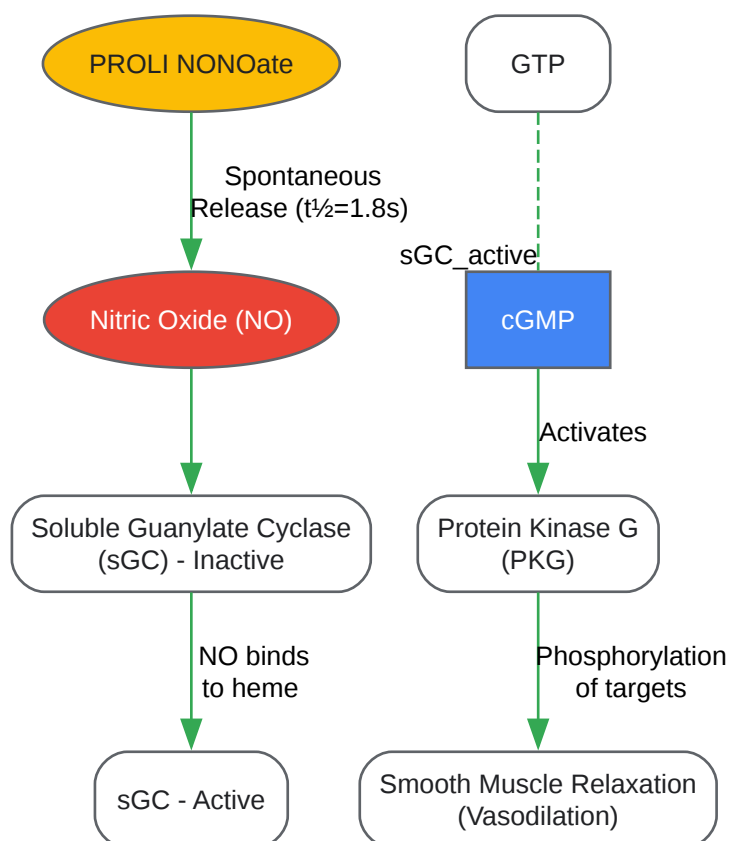 PROLI NONOate
GTP
Spontaneous
Release (t½=1.8s)
sGC_active
Nitric Oxide (NO)
cGMP
Activates
Soluble Guanylate Cyclase
(sGC) - Inactive
Protein Kinase G
(PKG)
NO binds
to heme
Phosphorylation
of targets
sGC - Active
Smooth Muscle Relaxation
(Vasodilation)